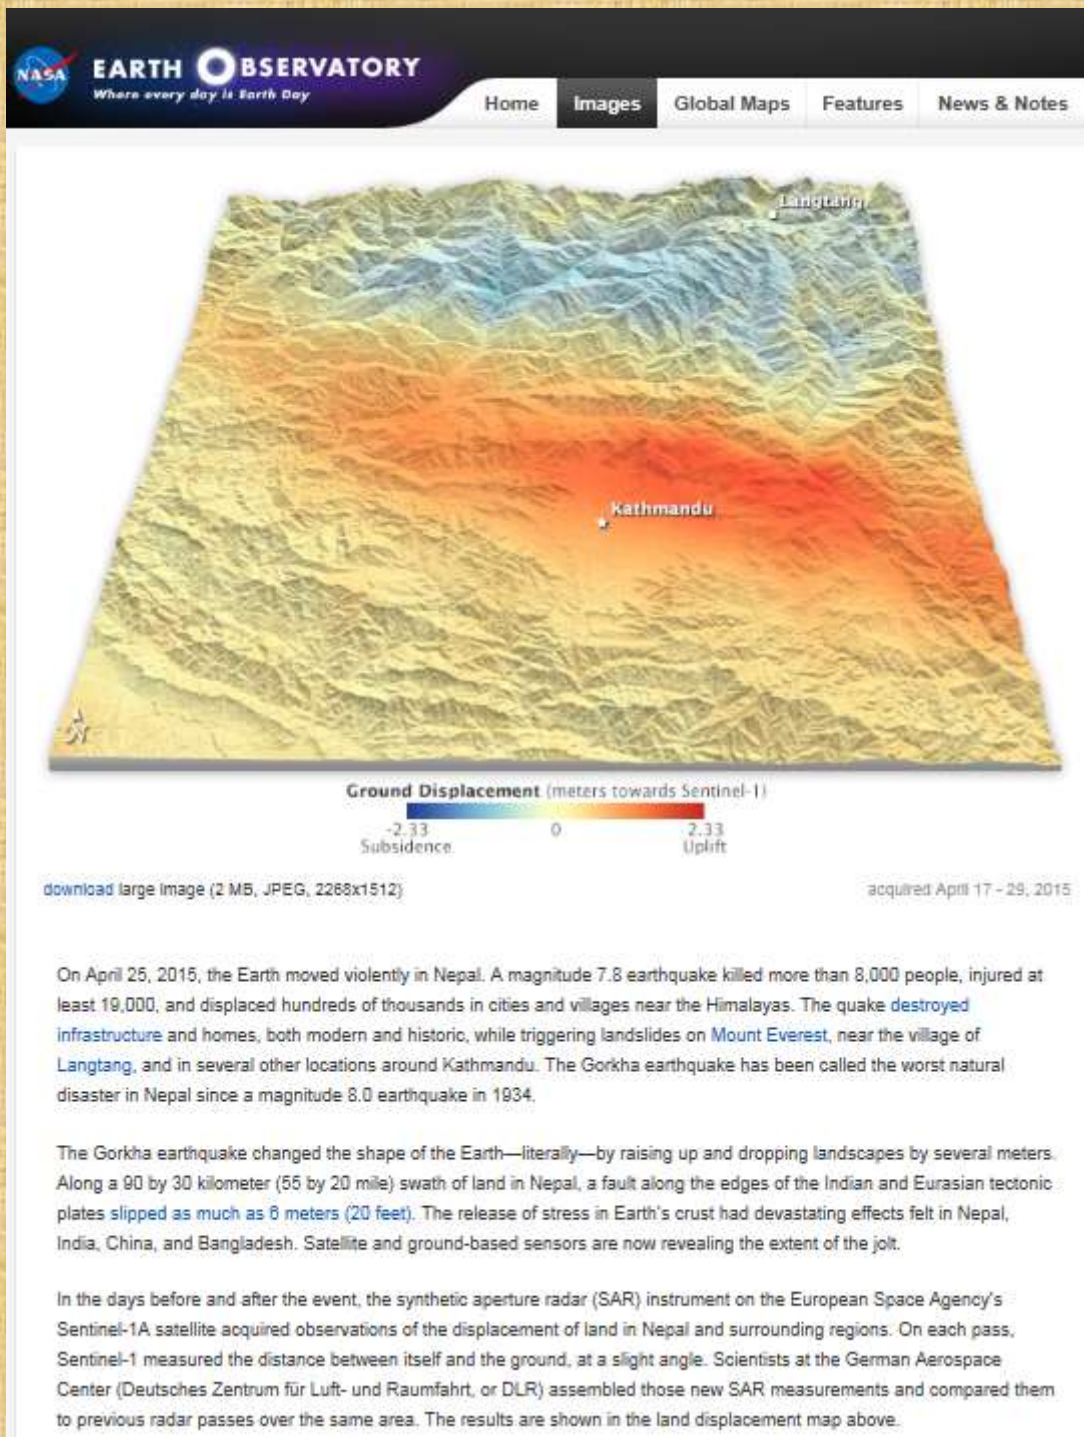 NASA
EARTH OBSERVATORY
Where every day is Earth Day
Home Images Global Maps Features News & Notes
Langtang
Kathmandu
N
Ground Displacement (meters towards Sentinel-1)
-2.33 0 2.33
Subsidence Uplift
download large image (2 MB, JPEG, 2268x1512) acquired April 17 - 29, 2015
On April 25, 2015, the Earth moved violently in Nepal. A magnitude 7.8 earthquake killed more than 8,000 people, injured at
least 19,000, and displaced hundreds of thousands in cities and villages near the Himalayas. The quake destroyed
infrastructure and homes, both modern and historic, while triggering landslides on Mount Everest, near the village of
Langtang, and in several other locations around Kathmandu. The Gorkha earthquake has been called the worst natural
disaster in Nepal since a magnitude 8.0 earthquake in 1934.
The Gorkha earthquake changed the shape of the Earth—literally—by raising up and dropping landscapes by several meters.
Along a 90 by 30 kilometer (55 by 20 mile) swath of land in Nepal, a fault along the edges of the Indian and Eurasian tectonic
plates slipped as much as 6 meters (20 feet). The release of stress in Earth's crust had devastating effects felt in Nepal,
India, China, and Bangladesh. Satellite and ground-based sensors are now revealing the extent of the jolt.
In the days before and after the event, the synthetic aperture radar (SAR) instrument on the European Space Agency's
Sentinel-1A satellite acquired observations of the displacement of land in Nepal and surrounding regions. On each pass,
Sentinel-1 measured the distance between itself and the ground, at a slight angle. Scientists at the German Aerospace
Center (Deutsches Zentrum für Luft- und Raumfahrt, or DLR) assembled those new SAR measurements and compared them
to previous radar passes over the same area. The results are shown in the land displacement map above.